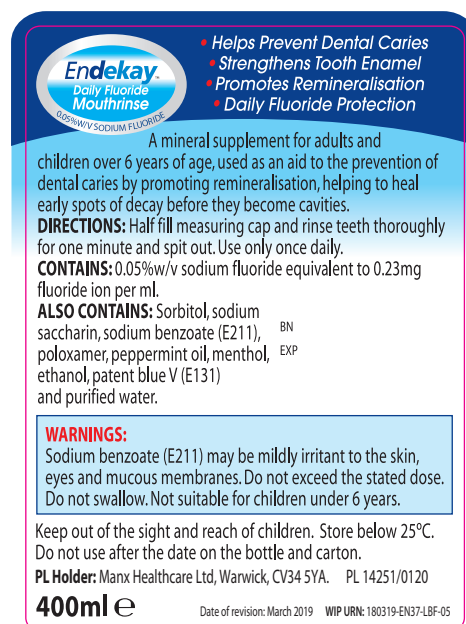 • Helps Prevent Dental Caries
• Strengthens Tooth Enamel
• Promotes Remineralisation
• Daily Fluoride Protection
Endekay™
Daily Fluoride
Mouthrinse
0.05%W/V SODIUM FLUORIDE
A mineral supplement for adults and
children over 6 years of age, used as an aid to the prevention of
dental caries by promoting remineralisation, helping to heal
early spots of decay before they become cavities.
DIRECTIONS: Half fill measuring cap and rinse teeth thoroughly
for one minute and spit out. Use only once daily.
CONTAINS: 0.05%w/v sodium fluoride equivalent to 0.23mg
fluoride ion per ml.
ALSO CONTAINS: Sorbitol, sodium
saccharin, sodium benzoate (E211),
poloxamer, peppermint oil, menthol,
ethanol, patent blue V (E131)
and purified water.
BN
EXP
WARNINGS:
Sodium benzoate (E211) may be mildly irritant to the skin,
eyes and mucous membranes. Do not exceed the stated dose.
Do not swallow. Not suitable for children under 6 years.
Keep out of the sight and reach of children. Store below 25°C.
Do not use after the date on the bottle and carton.
PL Holder: Manx Healthcare Ltd, Warwick, CV34 5YA. PL 14251/0120
400ml ℮ Date of revision: March 2019 WIP URN: 180319-EN37-LBF-05